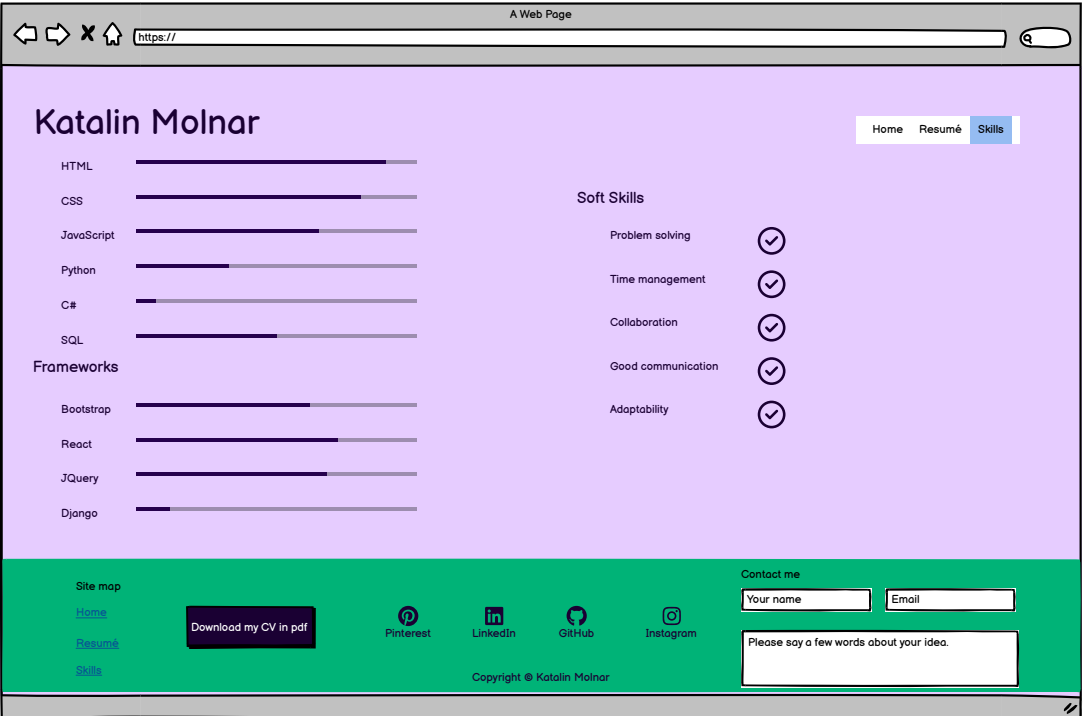 A Web Page
https://
Katalin Molnar
Home Resumé Skills
HTML
CSS
JavaScript
Python
C#
SQL
Frameworks
Bootstrap
React
JQuery
Django
Soft Skills
Problem solving
Time management
Collaboration
Good communication
Adaptability
Site map
Home
Resumé
Skills
Download my CV in pdf
Pinterest
LinkedIn
GitHub
Instagram
Copyright © Katalin Molnar
Contact me
Your name
Email
Please say a few words about your idea.